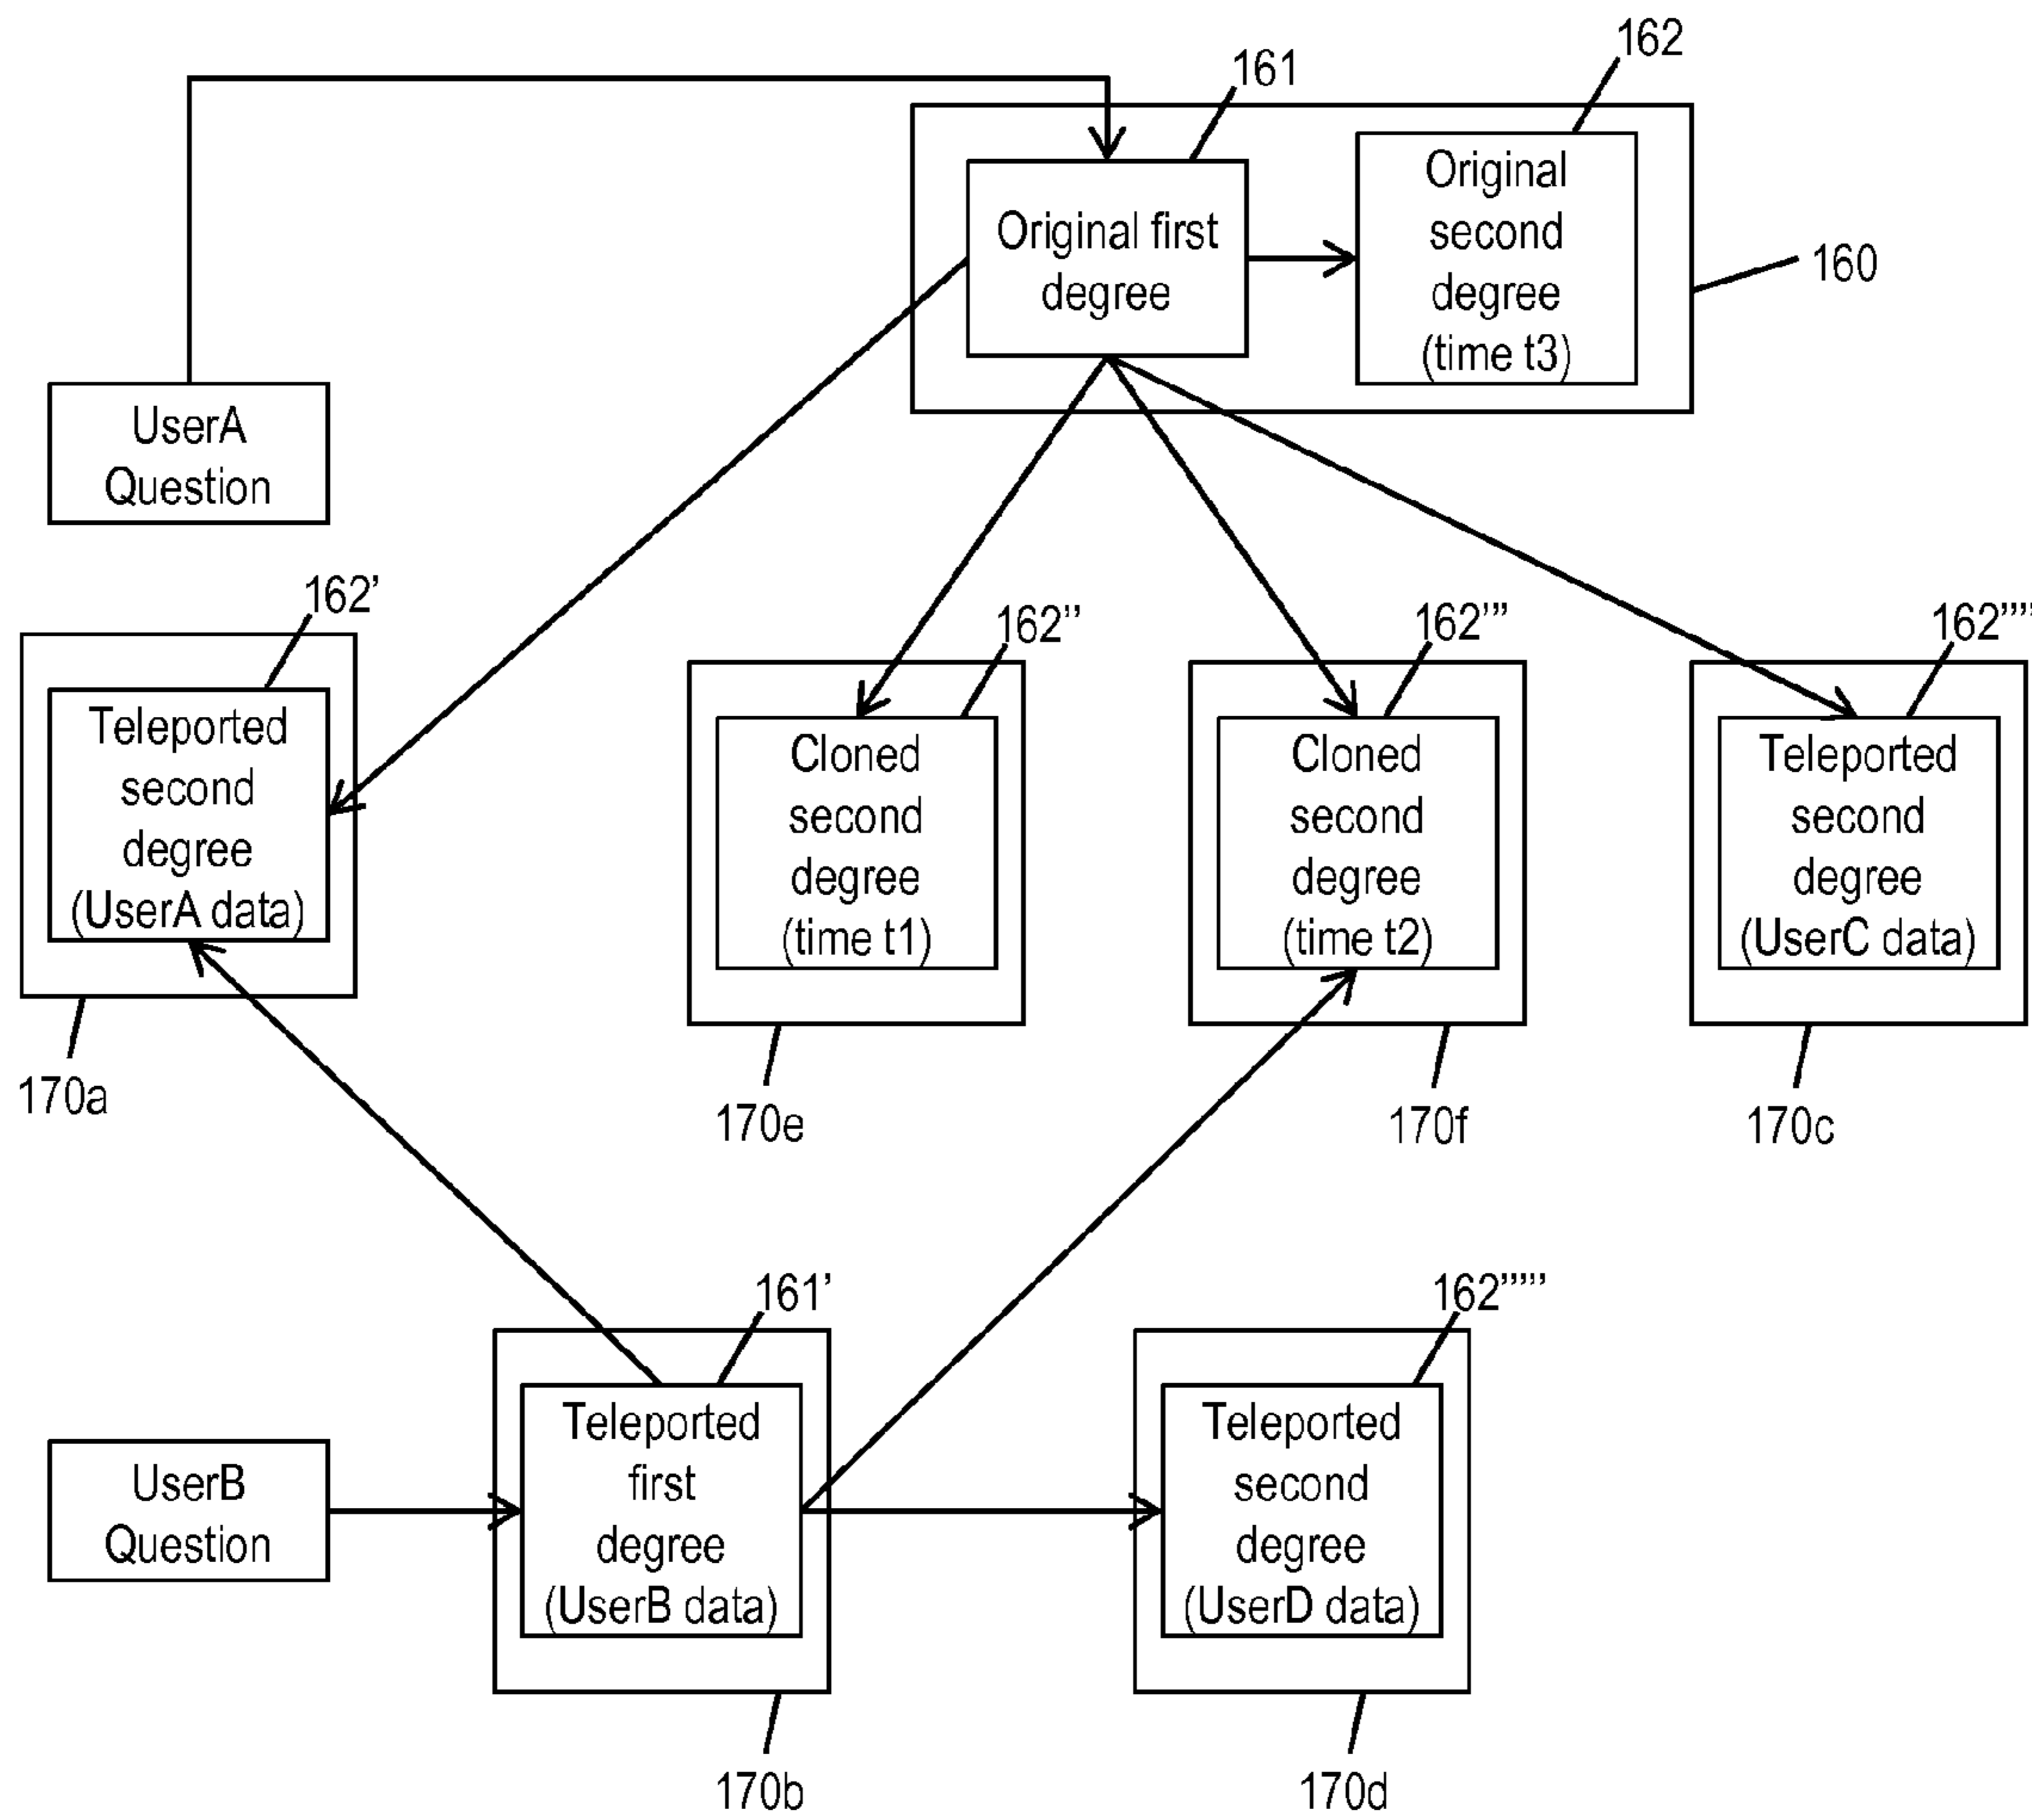 162
161
Original
second
degree
(time t3)
Original first
degree
160
UserA
Question
162'
162''
162'''
162''''
Teleported
second
degree
(UserA data)
Cloned
second
degree
(time t1)
Cloned
second
degree
(time t2)
Teleported
second
degree
(UserC data)
170a
170e
170f
170c
161'
162'''''
UserB
Question
Teleported
first
degree
(UserB data)
Teleported
second
degree
(UserD data)
170b
170d